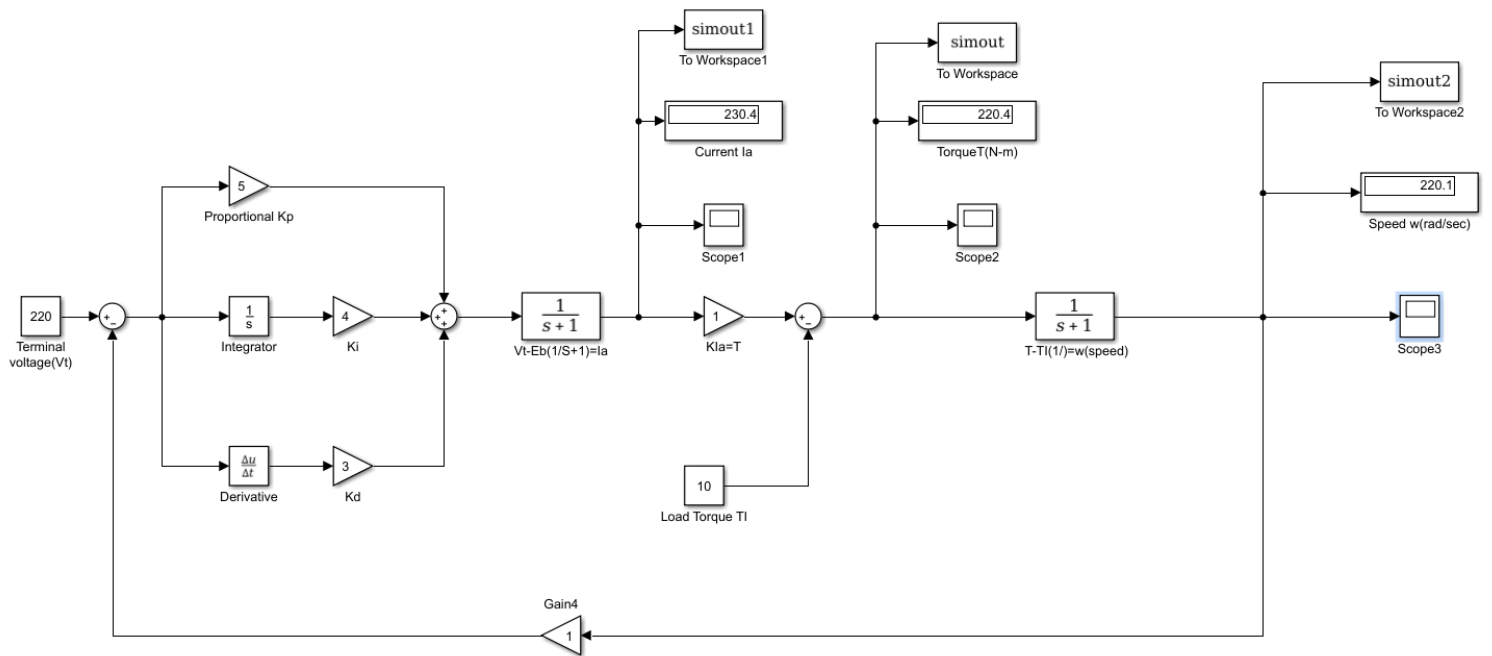 simout1
To Workspace1
simout
To Workspace
simout2
To Workspace2
230.4
Current Ia
220.4
TorqueT(N-m)
220.1
Speed w(rad/sec)
5
Proportional Kp
Scope1
Scope2
220
Terminal
voltage(Vt)
+
−
1
s
Integrator
4
Ki
+
+
+
1
s + 1
Vt-Eb(1/S+1)=Ia
1
KIa=T
+
−
1
s + 1
T-Tl(1/)=w(speed)
Scope3
Δu
Δt
Derivative
3
Kd
10
Load Torque Tl
Gain4
1